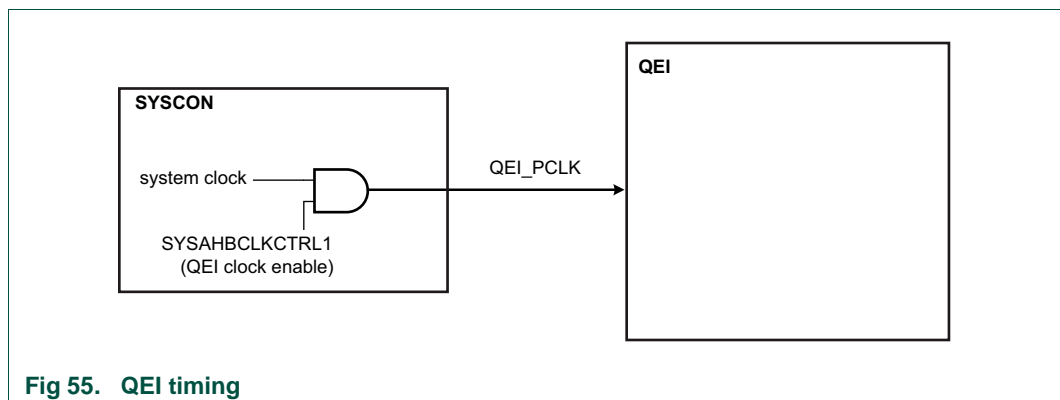 SYSCON
system clock
SYSAHBCLKCTRL1
(QEI clock enable)
QEI_PCLK
QEI
Fig 55. QEI timing